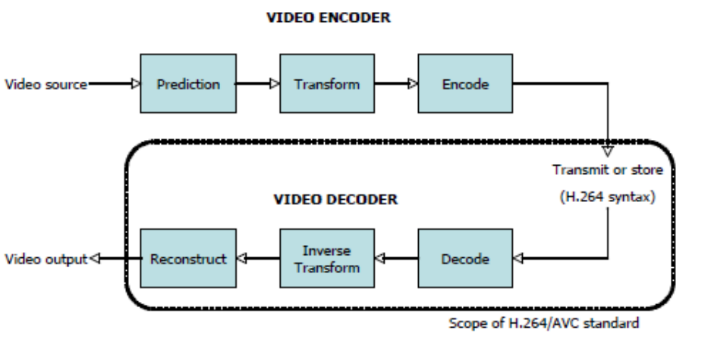 VIDEO ENCODER
Video source
Prediction
Transform
Encode
Transmit or store
(H.264 syntax)
VIDEO DECODER
Video output
Reconstruct
Inverse
Transform
Decode
Scope of H.264/AVC standard